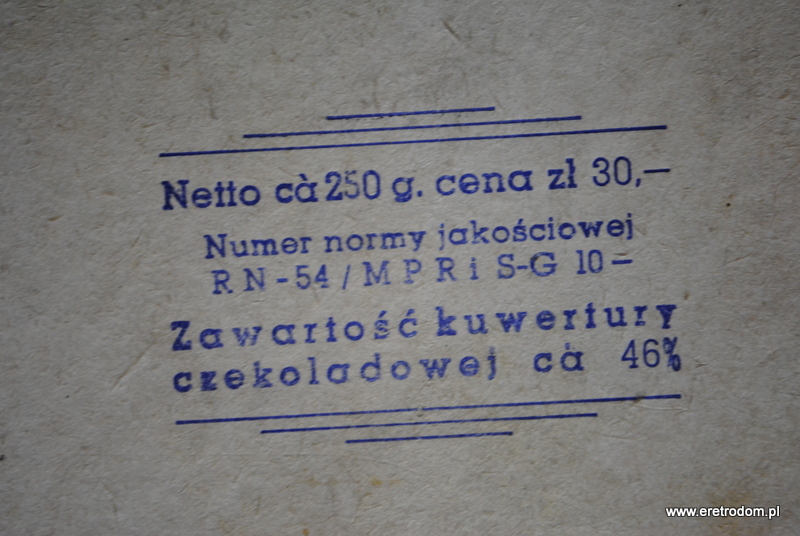 Netto cà 250 g. cena zł 30,—
Numer normy jakościowej
RN-54/MPRiS-G 10-
Zawartość kuwertury
czekoladowej cà 46%
www.eretrodom.pl